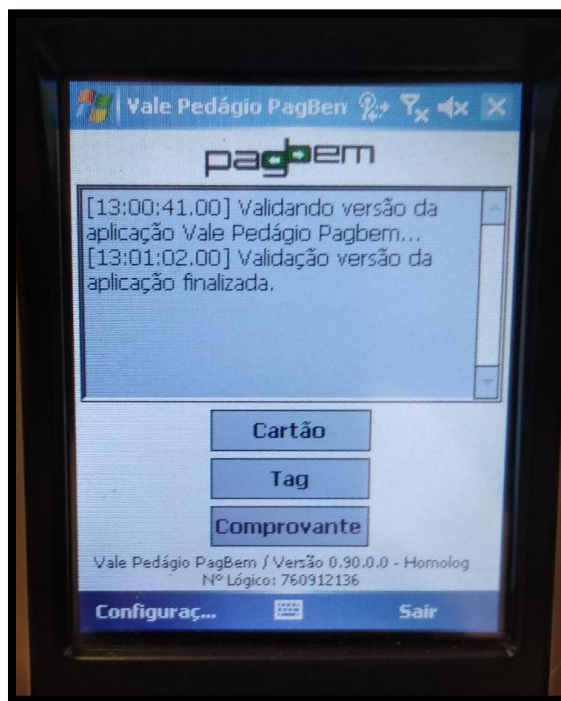 Vale Pedágio PagBem
pagbem
[13:00:41.00] Validando versão da
aplicação Vale Pedágio Pagbem...
[13:01:02.00] Validação versão da
aplicação finalizada.
Cartão
Tag
Comprovante
Vale Pedágio PagBem / Versão 0.90.0.0 - Homolog
Nº Lógico: 760912136
Configuraç... Sair